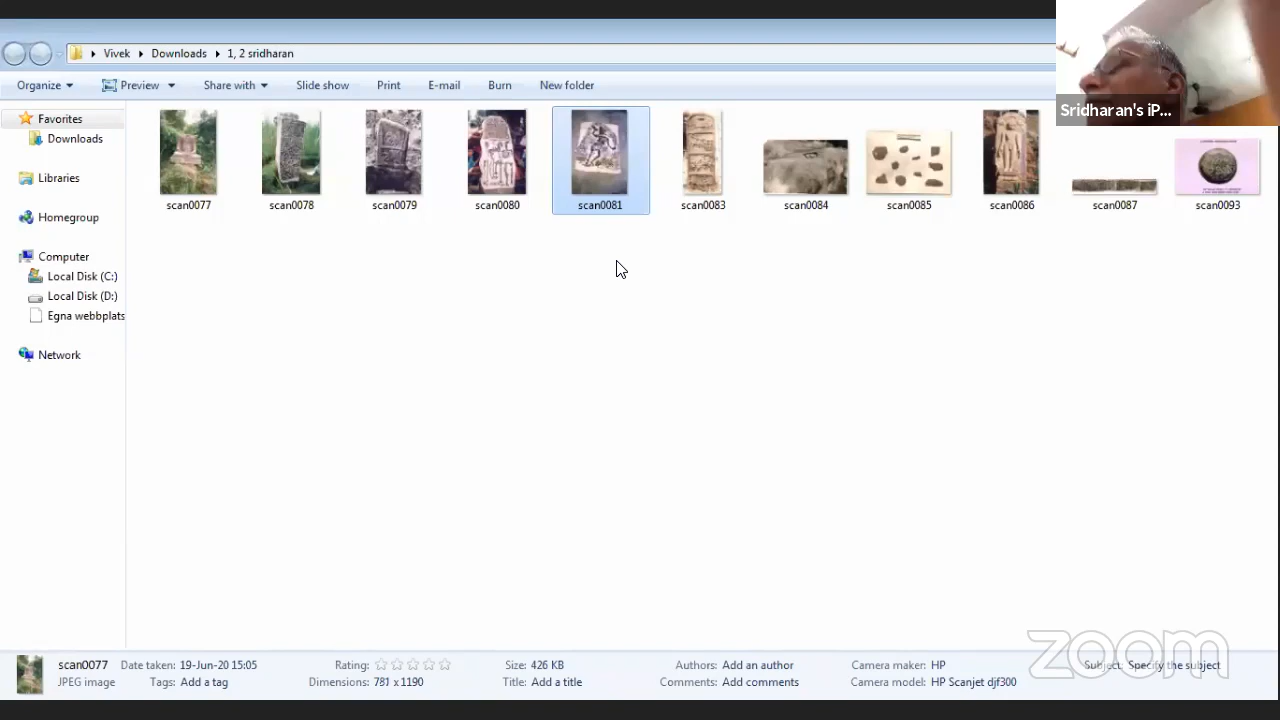 Vivek Downloads 1, 2 sridharan
Sridharan's iP...
Organize Preview Share with Slide show Print E-mail Burn New folder
Favorites
Downloads
Libraries
Homegroup
Computer
Local Disk (C:)
Local Disk (D:)
Egna webbplats
Network
scan0077 scan0078 scan0079 scan0080 scan0081 scan0083 scan0084 scan0085 scan0086 scan0087 scan0093
scan0077 Date taken: 19-Jun-20 15:05 Rating: Size: 426 KB Authors: Add an author Camera maker: HP Subject: Specify the subject
JPEG image Tags: Add a tag Dimensions: 781 x 1190 Title: Add a title Comments: Add comments Camera model: HP Scanjet djf300
zoom